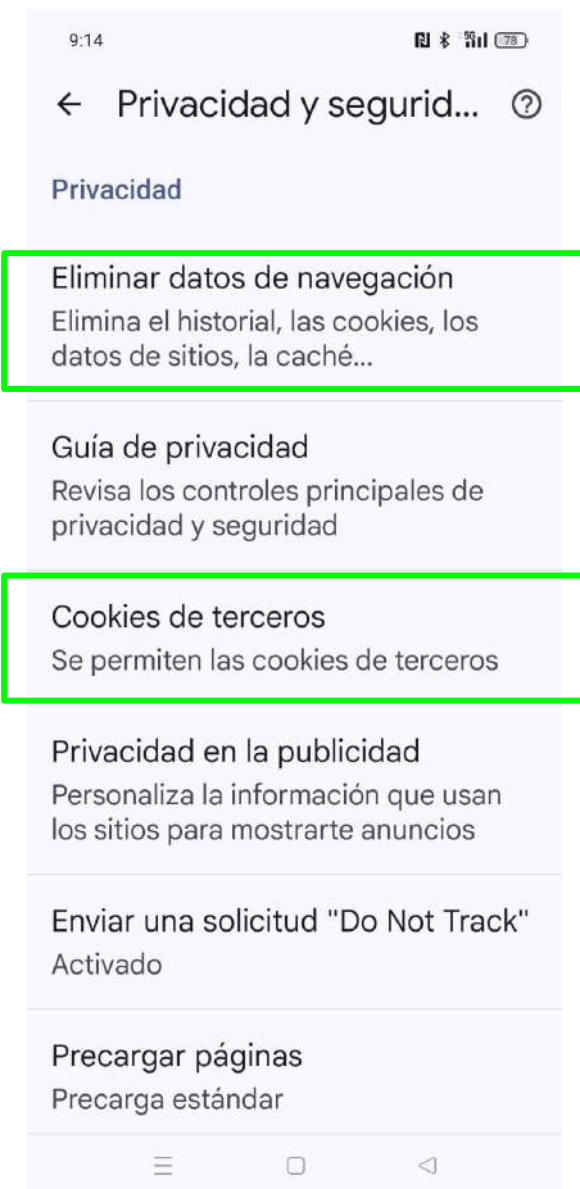 9:14
5G
78
Privacidad y segurid...
Privacidad
Eliminar datos de navegación
Elimina el historial, las cookies, los
datos de sitios, la caché...
Guía de privacidad
Revisa los controles principales de
privacidad y seguridad
Cookies de terceros
Se permiten las cookies de terceros
Privacidad en la publicidad
Personaliza la información que usan
los sitios para mostrarte anuncios
Enviar una solicitud "Do Not Track"
Activado
Precargar páginas
Precarga estándar